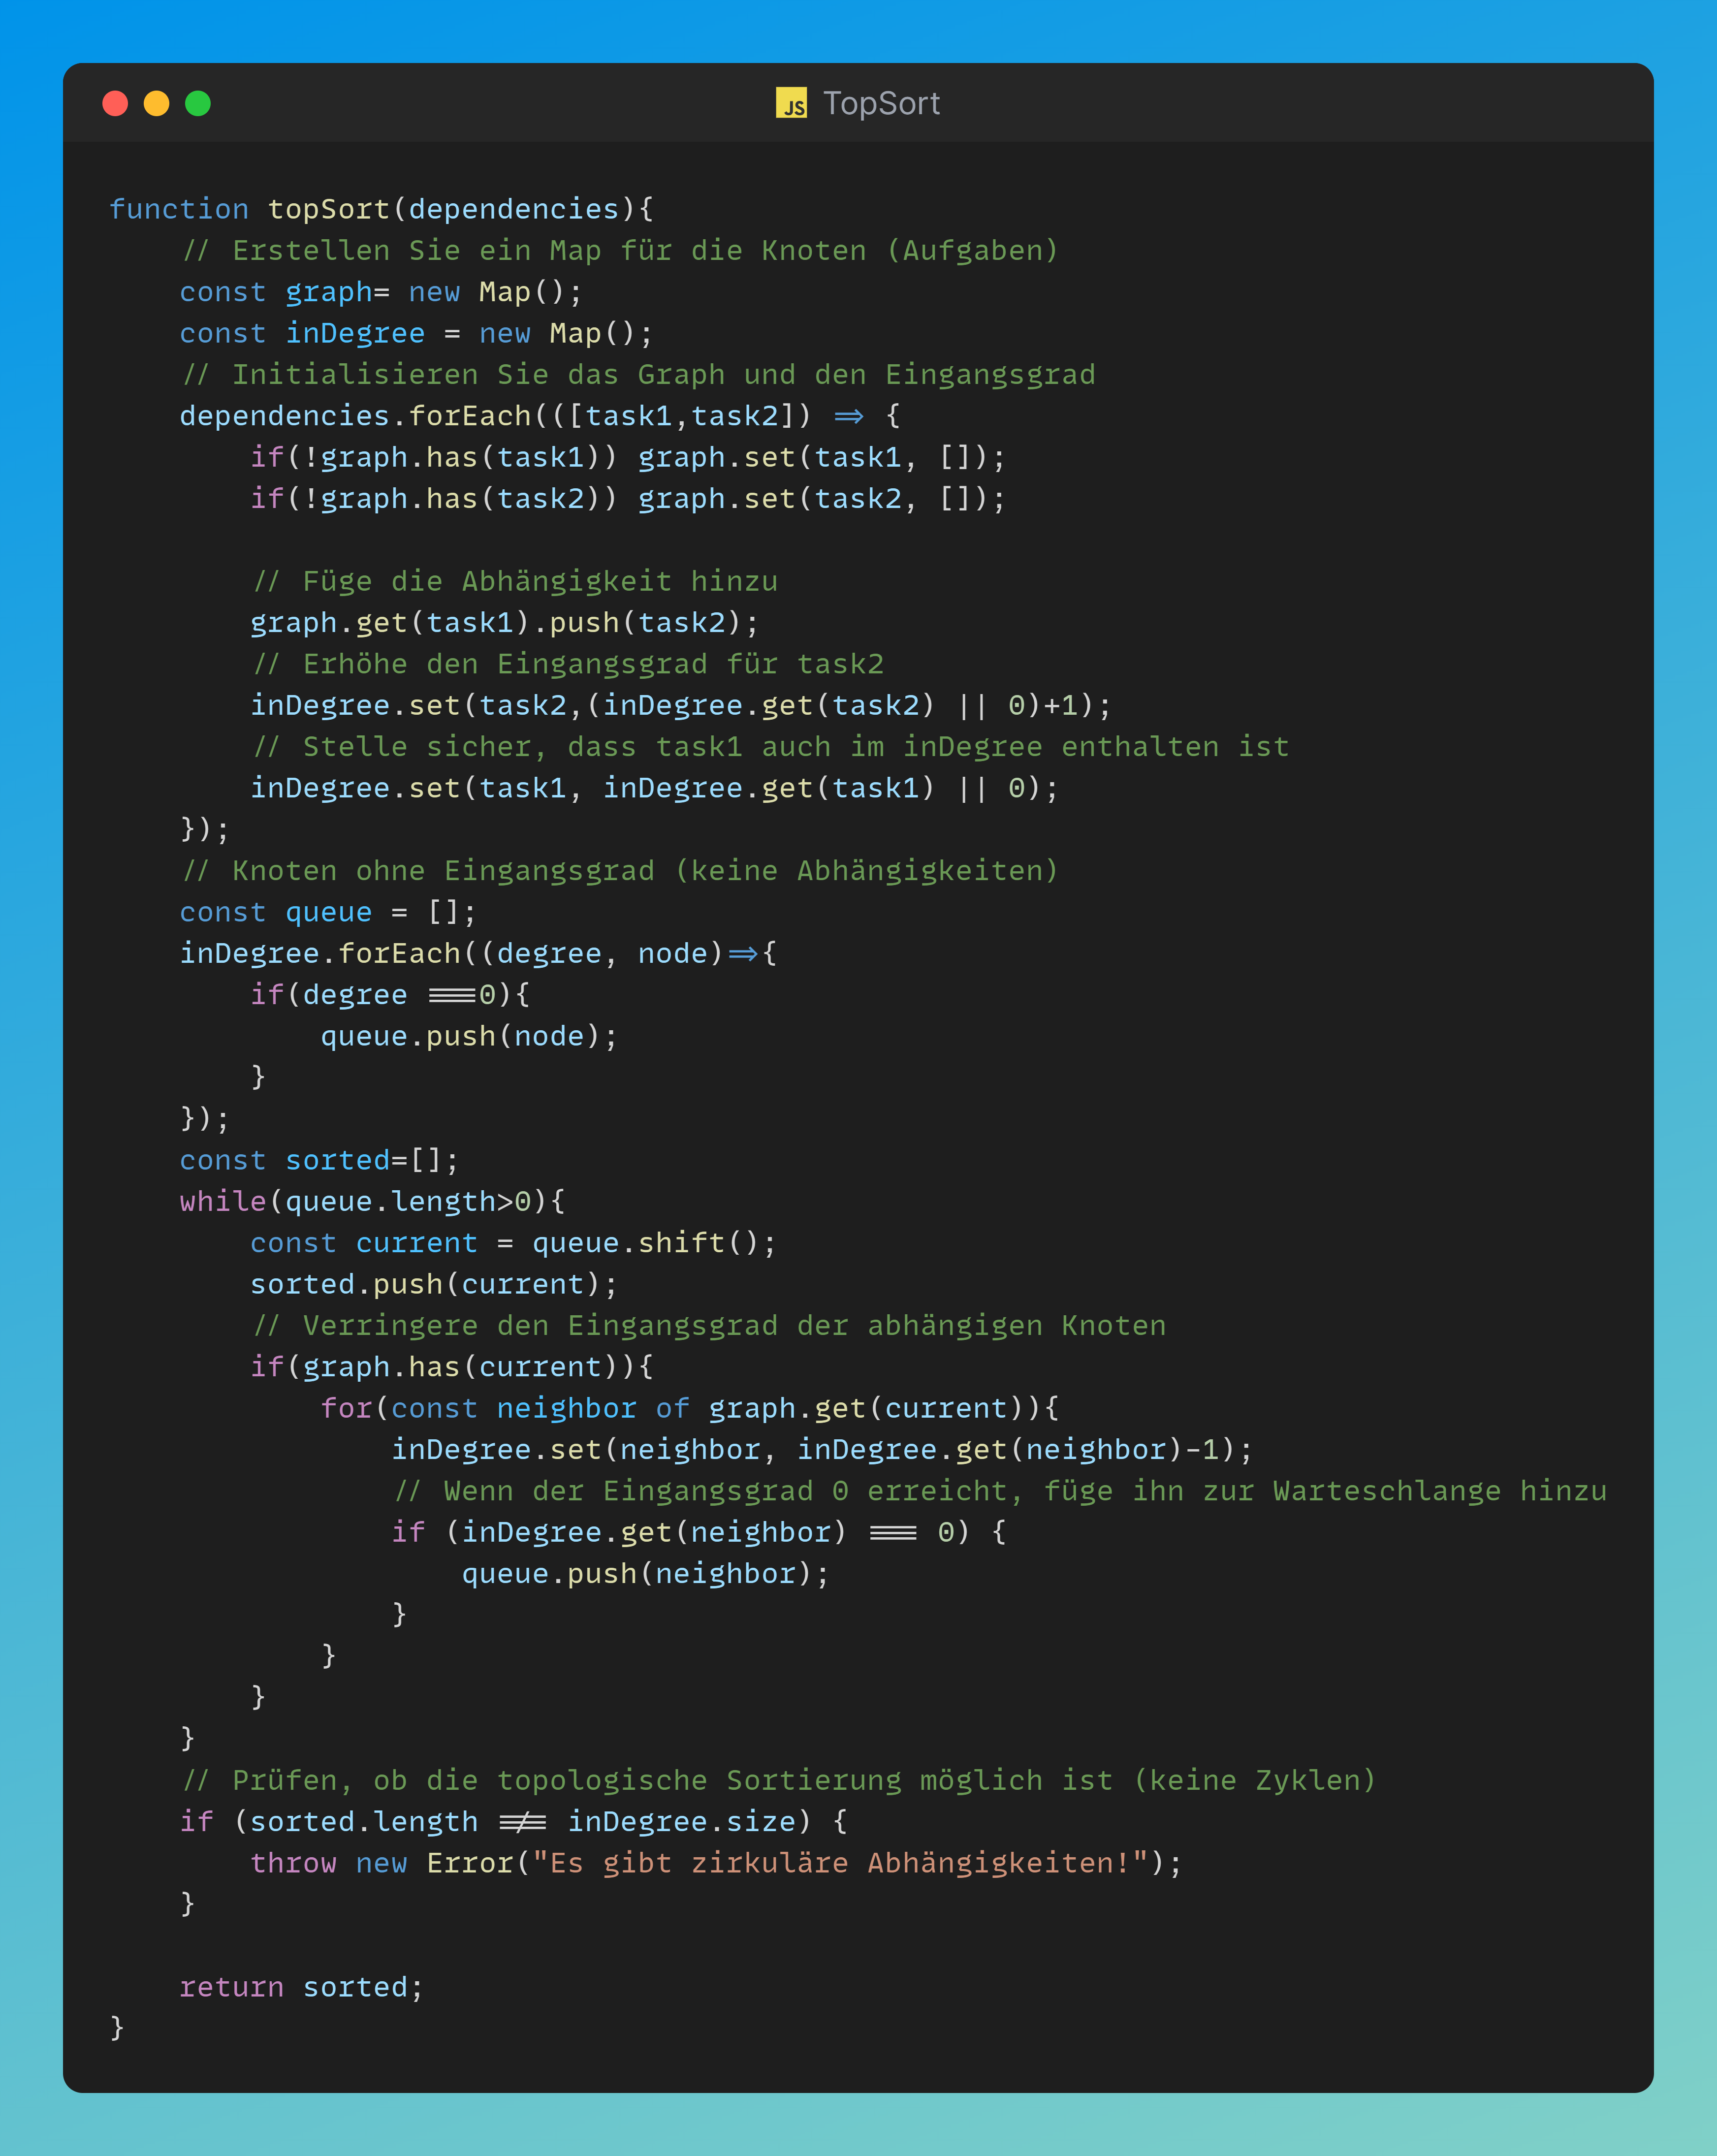 JS TopSort
function topSort(dependencies){
    // Erstellen Sie ein Map für die Knoten (Aufgaben)
    const graph= new Map();
    const inDegree = new Map();
    // Initialisieren Sie das Graph und den Eingangsgrad
    dependencies.forEach(([task1,task2]) => {
        if(!graph.has(task1)) graph.set(task1, []);
        if(!graph.has(task2)) graph.set(task2, []);

        // Füge die Abhängigkeit hinzu
        graph.get(task1).push(task2);
        // Erhöhe den Eingangsgrad für task2
        inDegree.set(task2,(inDegree.get(task2) || 0)+1);
        // Stelle sicher, dass task1 auch im inDegree enthalten ist
        inDegree.set(task1, inDegree.get(task1) || 0);
    });
    // Knoten ohne Eingangsgrad (keine Abhängigkeiten)
    const queue = [];
    inDegree.forEach((degree, node)=>{
        if(degree ===0){
            queue.push(node);
        }
    });
    const sorted=[];
    while(queue.length>0){
        const current = queue.shift();
        sorted.push(current);
        // Verringere den Eingangsgrad der abhängigen Knoten
        if(graph.has(current)){
            for(const neighbor of graph.get(current)){
                inDegree.set(neighbor, inDegree.get(neighbor)-1);
                // Wenn der Eingangsgrad 0 erreicht, füge ihn zur Warteschlange hinzu
                if (inDegree.get(neighbor) === 0) {
                    queue.push(neighbor);
                }
            }
        }
    }
    // Prüfen, ob die topologische Sortierung möglich ist (keine Zyklen)
    if (sorted.length !== inDegree.size) {
        throw new Error("Es gibt zirkuläre Abhängigkeiten!");
    }

    return sorted;
}